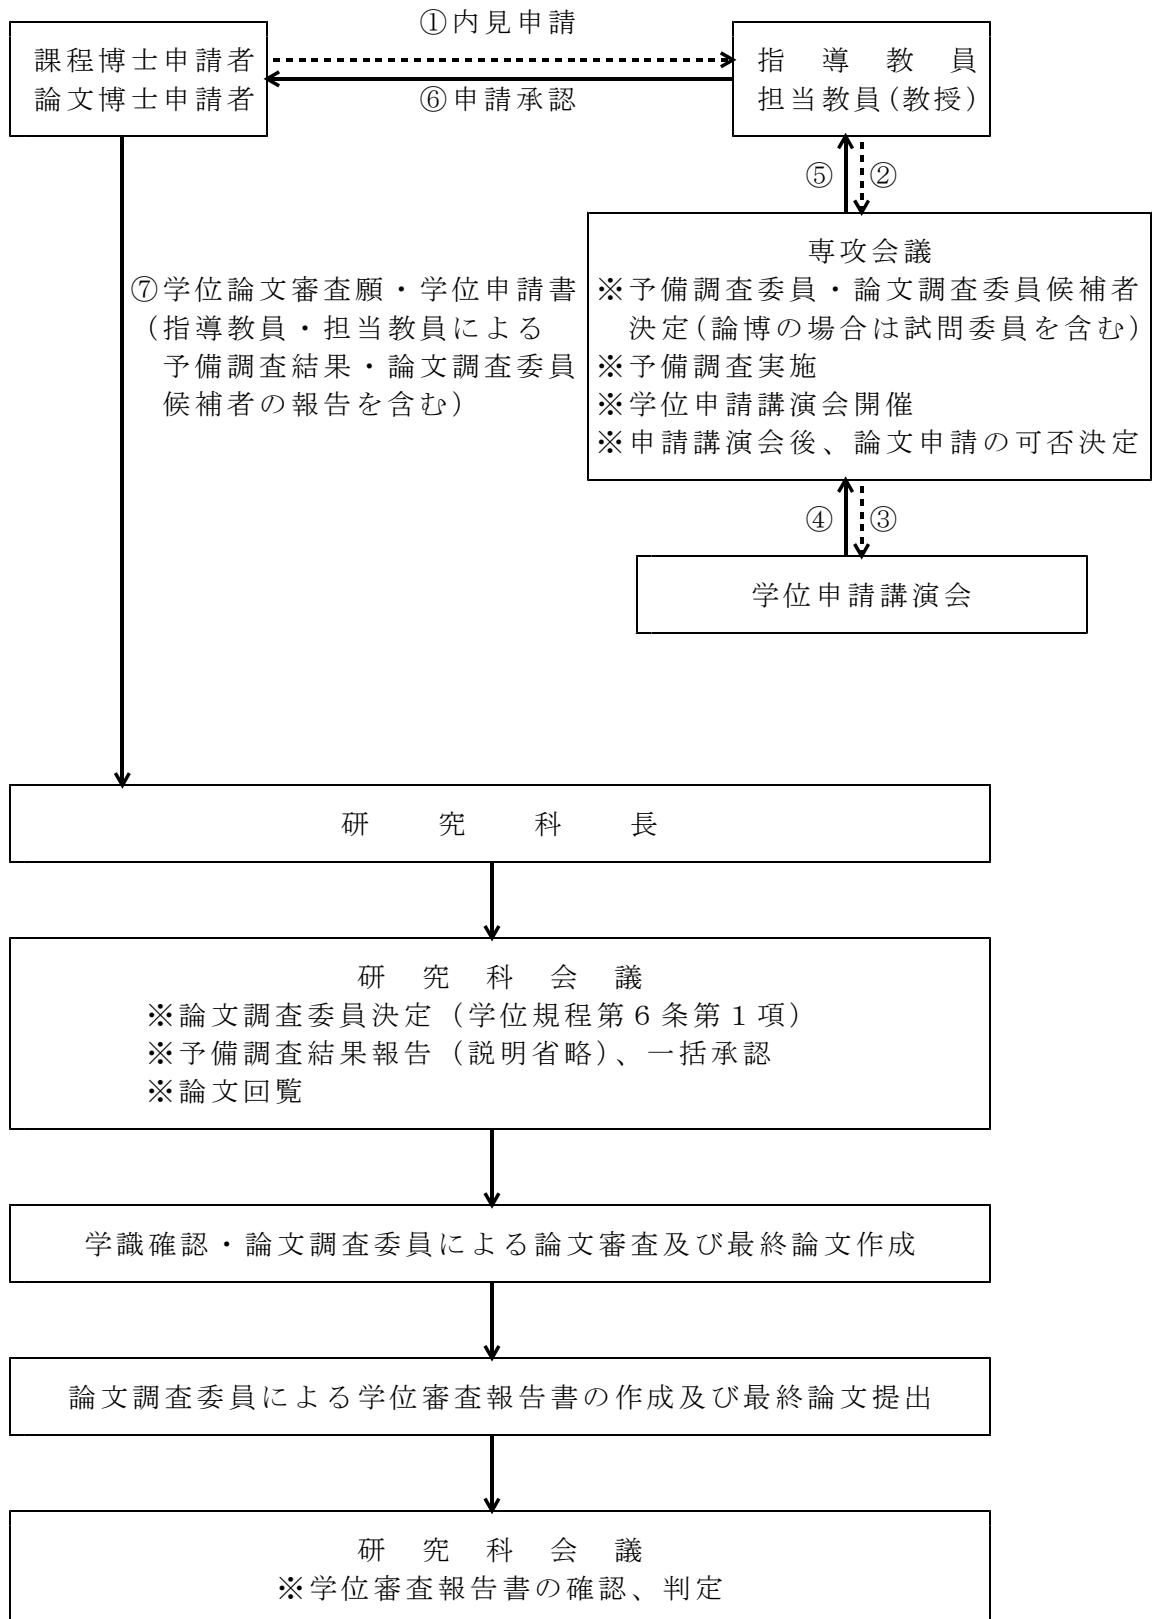 ①内見申請
課程博士申請者
論文博士申請者
指導教員
担当教員(教授)
⑥申請承認
⑤
②
専攻会議
※予備調査委員・論文調査委員候補者
決定(論博の場合は試問委員を含む)
※予備調査実施
※学位申請講演会開催
※申請講演会後、論文申請の可否決定
④
③
学位申請講演会
⑦学位論文審査願・学位申請書
(指導教員・担当教員による
予備調査結果・論文調査委員
候補者の報告を含む)
研究科長
研究科会議
※論文調査委員決定(学位規程第6条第1項)
※予備調査結果報告(説明省略)、一括承認
※論文回覧
学識確認・論文調査委員による論文審査及び最終論文作成
論文調査委員による学位審査報告書の作成及び最終論文提出
研究科会議
※学位審査報告書の確認、判定